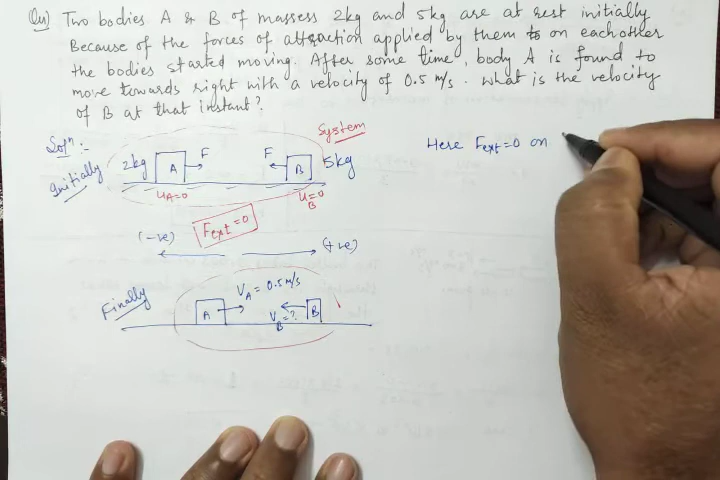 Qu) Two bodies A & B of massess 2kg and 5kg are at rest initially
Because of the forces of attraction applied by them to on each other
the bodies started moving. After some time, body A is found to
move towards right with a velocity of 0.5 m/s. What is the velocity
of B at that instant?
Solⁿ :-
System
Initially
2kg A F F B 5kg
uA=0 uB=0
Fext=0
(-ve) (+ve)
Finally
VA = 0.5 m/s
A VB=? B
Here Fext=0 on